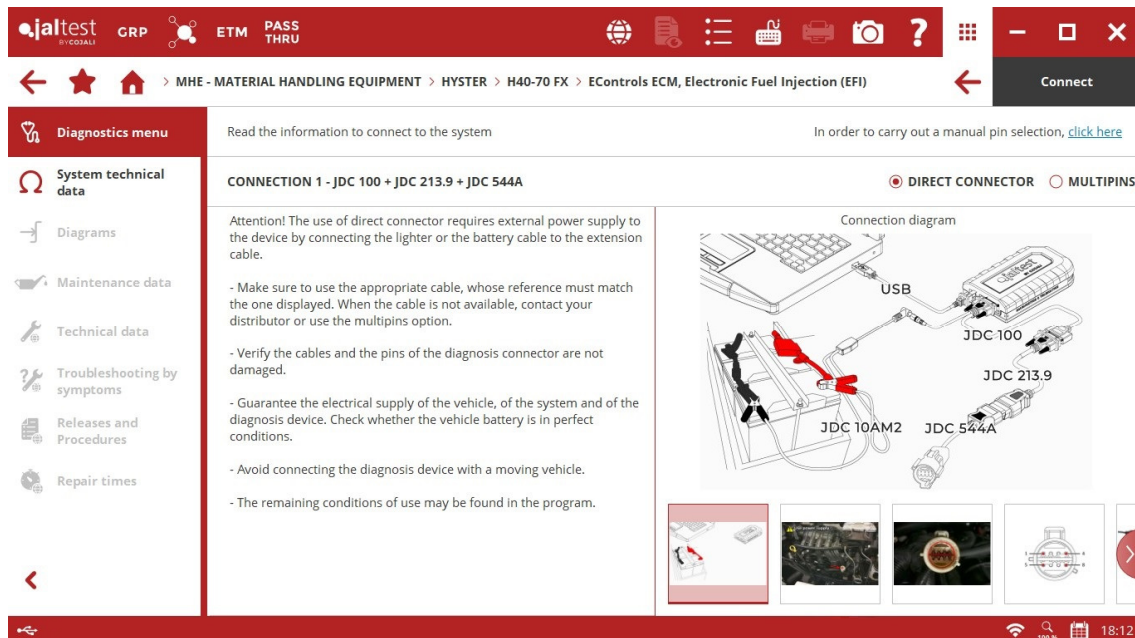 jaltest
BY COJALI
GRP
ETM
PASS
THRU
> MHE - MATERIAL HANDLING EQUIPMENT > HYSTER > H40-70 FX > EControls ECM, Electronic Fuel Injection (EFI)
Connect
Diagnostics menu
Read the information to connect to the system
In order to carry out a manual pin selection, click here
System technical
data
CONNECTION 1 - JDC 100 + JDC 213.9 + JDC 544A
DIRECT CONNECTOR
MULTIPINS
Diagrams
Maintenance data
Technical data
Troubleshooting by
symptoms
Releases and
Procedures
Repair times
Attention! The use of direct connector requires external power supply to
the device by connecting the lighter or the battery cable to the extension
cable.
- Make sure to use the appropriate cable, whose reference must match
the one displayed. When the cable is not available, contact your
distributor or use the multipins option.
- Verify the cables and the pins of the diagnosis connector are not
damaged.
- Guarantee the electrical supply of the vehicle, of the system and of the
diagnosis device. Check whether the vehicle battery is in perfect
conditions.
- Avoid connecting the diagnosis device with a moving vehicle.
- The remaining conditions of use may be found in the program.
Connection diagram
jaltest
USB
JDC 100
JDC 213.9
JDC 10AM2
JDC 544A
100 %
18:12